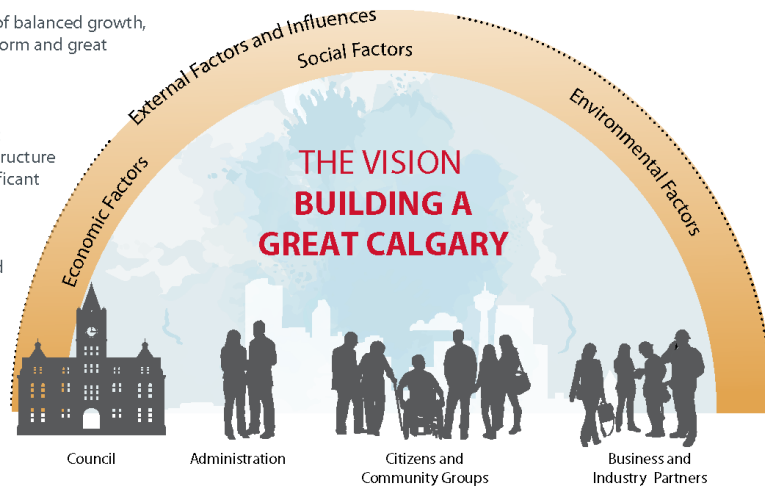 of balanced growth,
orm and great
ructure
ficant
External Factors and Influences
Social Factors
Economic Factors
Environmental Factors
THE VISION
BUILDING A
GREAT CALGARY
Council
Administration
Citizens and
Community Groups
Business and
Industry Partners